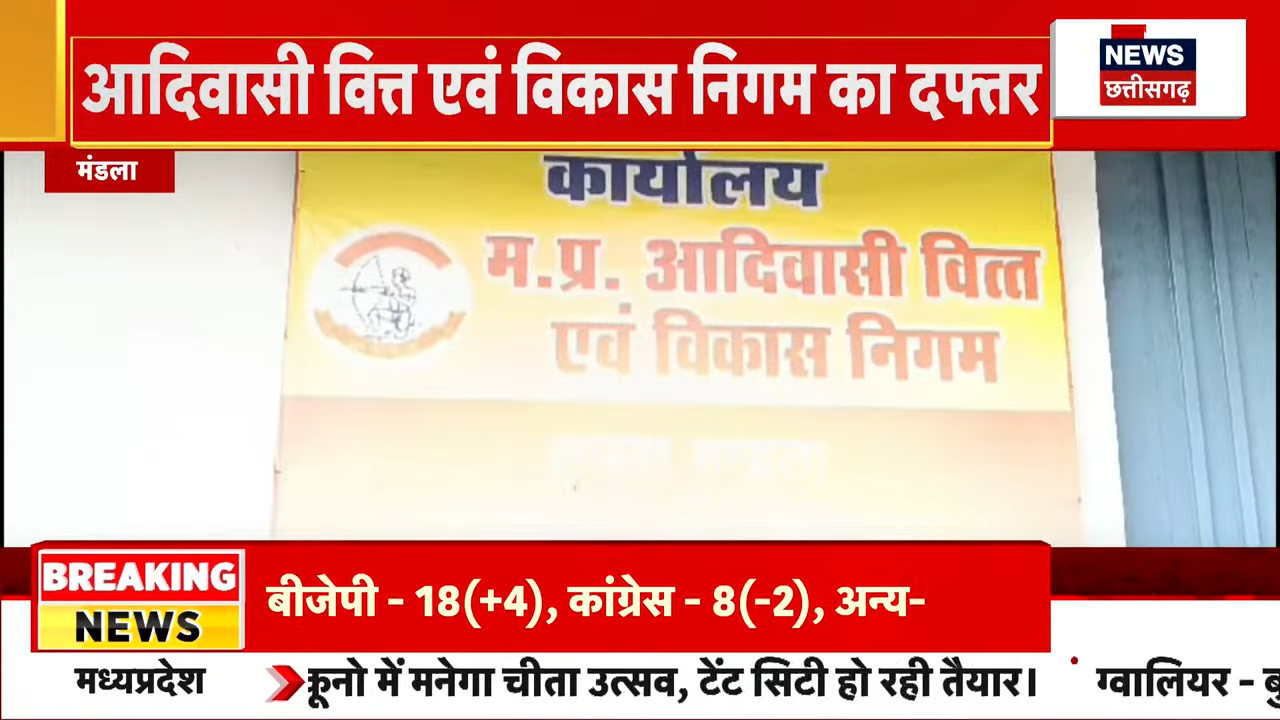 आदिवासी वित्त एवं विकास निगम का दफ्तर
NEWS
छत्तीसगढ़
मंडला
कार्यालय
म.प्र. आदिवासी वित्त
एवं विकास निगम
BREAKING
NEWS
बीजेपी - 18(+4), कांग्रेस - 8(-2), अन्य-
मध्यप्रदेश
कूनो में मनेगा चीता उत्सव, टेंट सिटी हो रही तैयार।
ग्वालियर -